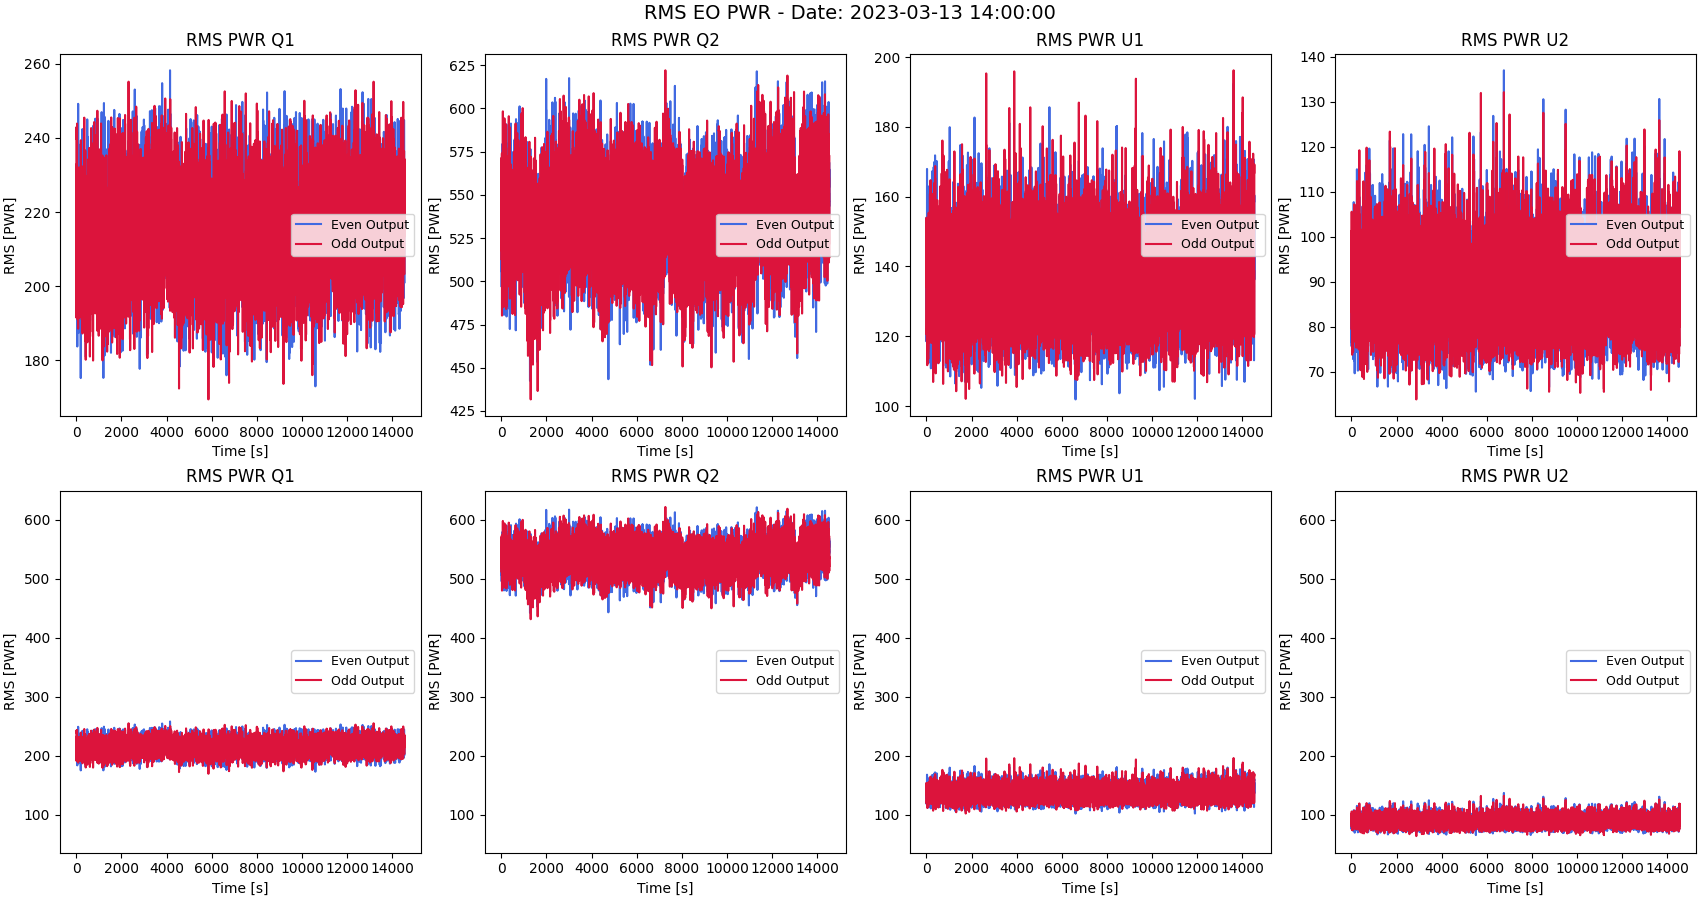 RMS EO PWR - Date: 2023-03-13 14:00:00
RMS PWR Q1
RMS [PWR]
260
240
220
200
180
Even Output
Odd Output
0 2000 4000 6000 8000 10000 12000 14000
Time [s]
RMS PWR Q2
RMS [PWR]
625
600
575
550
525
500
475
450
425
Even Output
Odd Output
0 2000 4000 6000 8000 10000 12000 14000
Time [s]
RMS PWR U1
RMS [PWR]
200
180
160
140
120
100
Even Output
Odd Output
0 2000 4000 6000 8000 10000 12000 14000
Time [s]
RMS PWR U2
RMS [PWR]
140
130
120
110
100
90
80
70
Even Output
Odd Output
0 2000 4000 6000 8000 10000 12000 14000
Time [s]
RMS PWR Q1
RMS [PWR]
600
500
400
300
200
100
Even Output
Odd Output
0 2000 4000 6000 8000 10000 12000 14000
Time [s]
RMS PWR Q2
RMS [PWR]
600
500
400
300
200
100
Even Output
Odd Output
0 2000 4000 6000 8000 10000 12000 14000
Time [s]
RMS PWR U1
RMS [PWR]
600
500
400
300
200
100
Even Output
Odd Output
0 2000 4000 6000 8000 10000 12000 14000
Time [s]
RMS PWR U2
RMS [PWR]
600
500
400
300
200
100
Even Output
Odd Output
0 2000 4000 6000 8000 10000 12000 14000
Time [s]